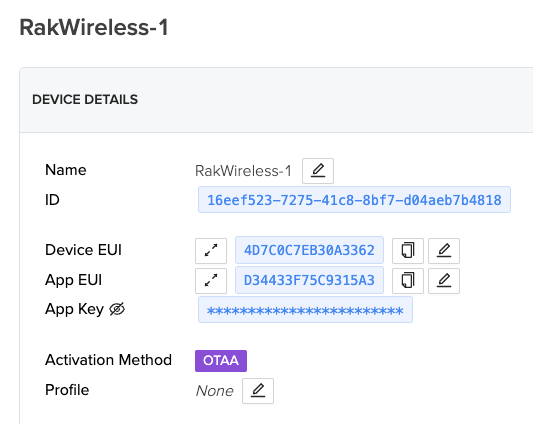 RakWireless-1
DEVICE DETAILS
Name RakWireless-1
ID 16eef523-7275-41c8-8bf7-d04aeb7b4818
Device EUI 4D7C0C7EB30A3362
App EUI D34433F75C9315A3
App Key ************************
Activation Method OTAA
Profile None